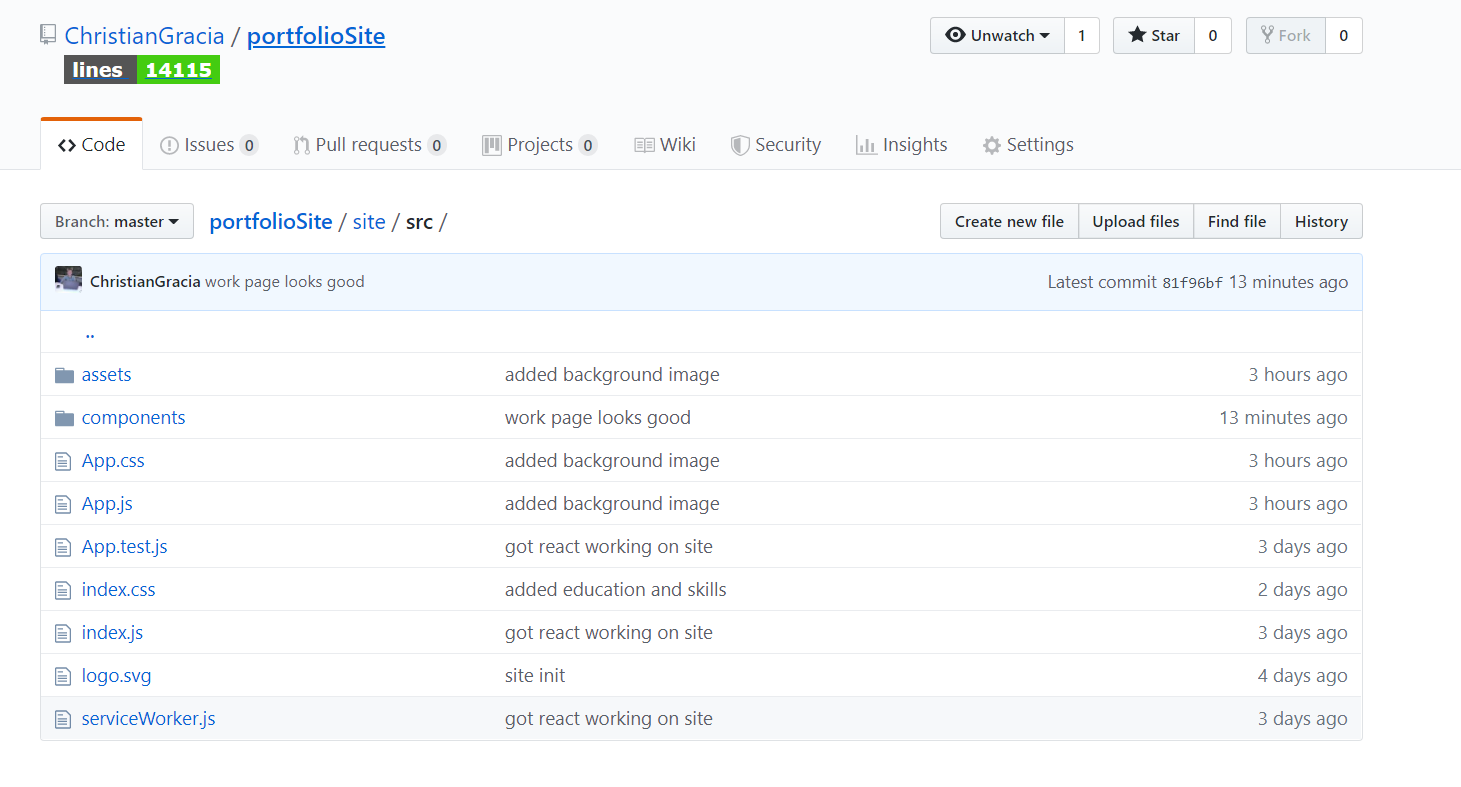 ChristianGracia / portfolioSite Unwatch 1 Star 0 Fork 0
lines 14115
Code Issues 0 Pull requests 0 Projects 0 Wiki Security Insights Settings
Branch: master portfolioSite / site / src / Create new file Upload files Find file History
ChristianGracia work page looks good Latest commit 81f96bf 13 minutes ago
..
assets added background image 3 hours ago
components work page looks good 13 minutes ago
App.css added background image 3 hours ago
App.js added background image 3 hours ago
App.test.js got react working on site 3 days ago
index.css added education and skills 2 days ago
index.js got react working on site 3 days ago
logo.svg site init 4 days ago
serviceWorker.js got react working on site 3 days ago